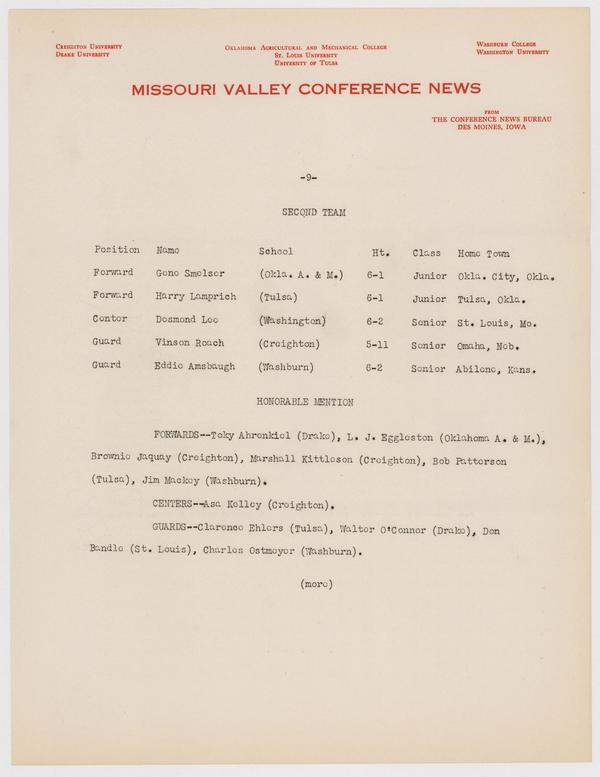 CREIGHTON UNIVERSITY
DRAKE UNIVERSITY
OKLAHOMA AGRICULTURAL AND MECHANICAL COLLEGE
ST. LOUIS UNIVERSITY
UNIVERSITY OF TULSA
WASHBURN COLLEGE
WASHINGTON UNIVERSITY
MISSOURI VALLEY CONFERENCE NEWS
FROM
THE CONFERENCE NEWS BUREAU
DES MOINES, IOWA
-9-
SECOND TEAM
Position Name School Ht. Class Home Town
Forward Gene Smelser (Okla. A. & M.) 6-1 Junior Okla. City, Okla.
Forward Harry Lamprich (Tulsa) 6-1 Junior Tulsa, Okla.
Center Desmond Lee (Washington) 6-2 Senior St. Louis, Mo.
Guard Vinson Roach (Creighton) 5-11 Senior Omaha, Neb.
Guard Eddie Amsbaugh (Washburn) 6-2 Senior Abilene, Kans.
HONORABLE MENTION
FORWARDS--Toky Ahronkiel (Drake), L. J. Eggleston (Oklahoma A. & M.),
Brownie Jaquay (Creighton), Marshall Kittleson (Creighton), Bob Patterson
(Tulsa), Jim Mackey (Washburn).
CENTERS--Asa Kelley (Creighton).
GUARDS--Clarence Ehlers (Tulsa), Walter O'Connor (Drake), Don
Bandle (St. Louis), Charles Ostmeyer (Washburn).
(more)